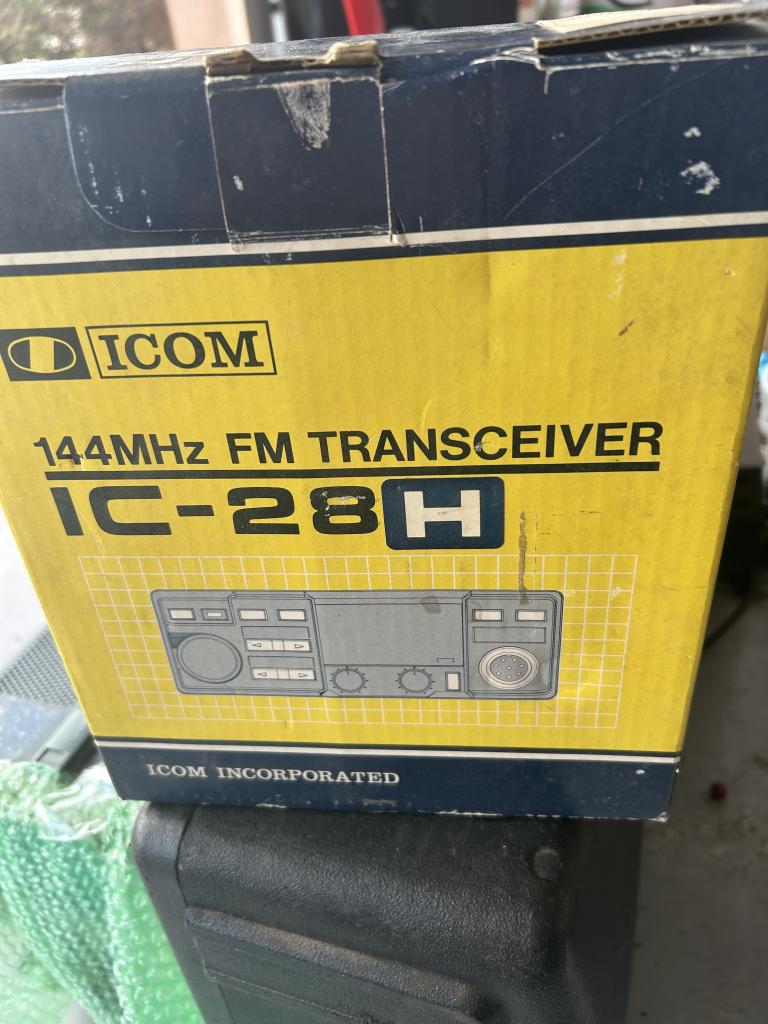 ICOM
144MHz FM TRANSCEIVER
IC-28H
ICOM INCORPORATED